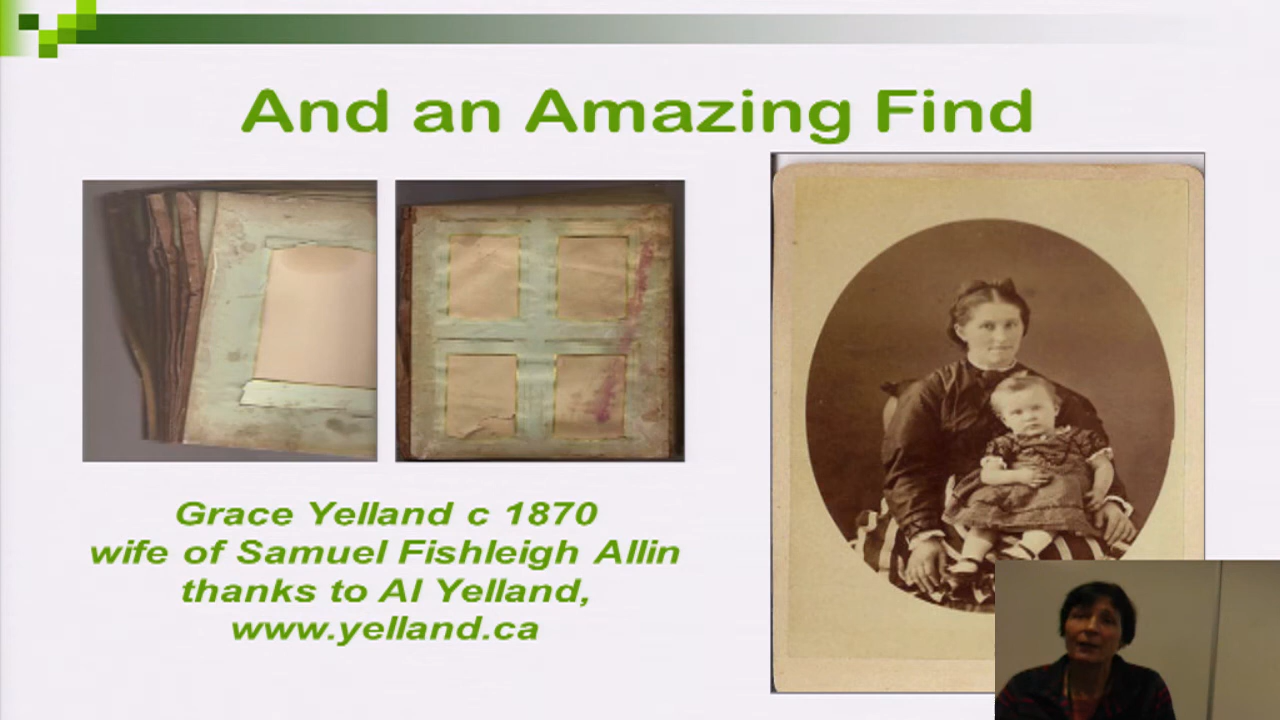 And an Amazing Find
Grace Yelland c 1870
wife of Samuel Fishleigh Allin
thanks to Al Yelland,
www.yelland.ca